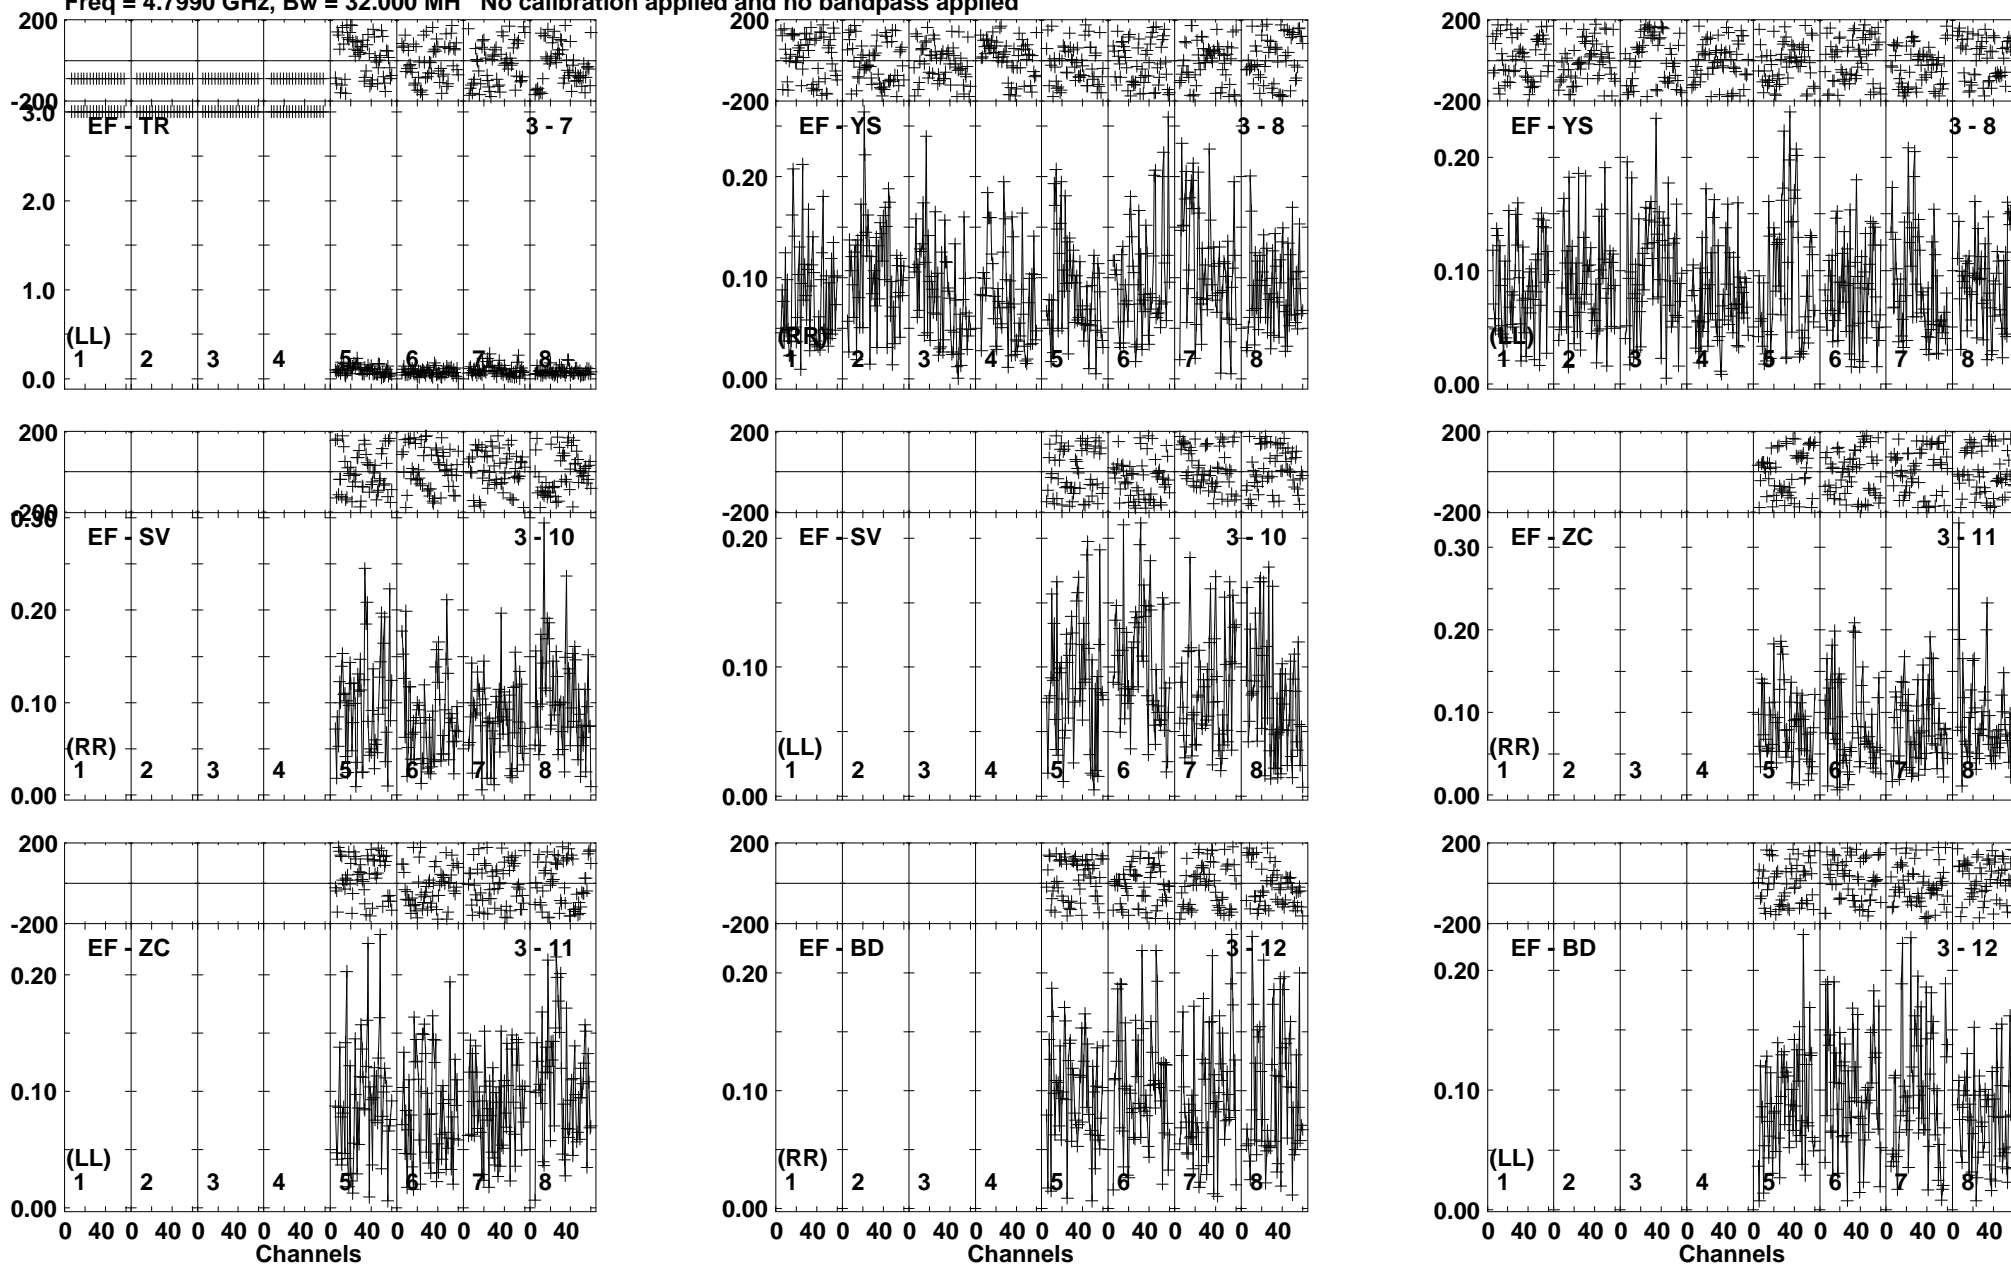 Freq = 4.7990 GHz, Bw = 32.000 MH No calibration applied and no bandpass applied
200 200 200
-200 -200 -200
3.0 EF - TR 3 - 7 EF - YS 3 - 8 EF - YS 3 - 8
2.0 0.20 0.20
1.0 0.10 0.10
(LL) (RR) (LL)
1 2 3 4 5 6 7 8 1 2 3 4 5 6 7 8 1 2 3 4 5 6 7 8
0.0 0.00 0.00
200 200 200
-200 -200 -200
0.30 EF - SV 3 - 10 EF - SV 3 - 10 EF - ZC 3 - 11
0.20 0.20 0.30
0.10 0.10 0.20
0.10
(RR) (LL) (RR)
1 2 3 4 5 6 7 8 1 2 3 4 5 6 7 8 1 2 3 4 5 6 7 8
0.00 0.00 0.00
200 200 200
-200 -200 -200
EF - ZC 3 - 11 EF - BD 3 - 12 EF - BD 3 - 12
0.20 0.20 0.20
0.10 0.10 0.10
(LL) (RR) (LL)
1 2 3 4 5 6 7 8 1 2 3 4 5 6 7 8 1 2 3 4 5 6 7 8
0.00 0.00 0.00
0 40 0 40 0 40 0 40 0 40 0 40 0 40 0 40 0 40 0 40 0 40 0 40 0 40 0 40 0 40 0 40 0 40 0 40 0 40 0 40 0 40 0 40 0 40 0 40
Channels Channels Channels